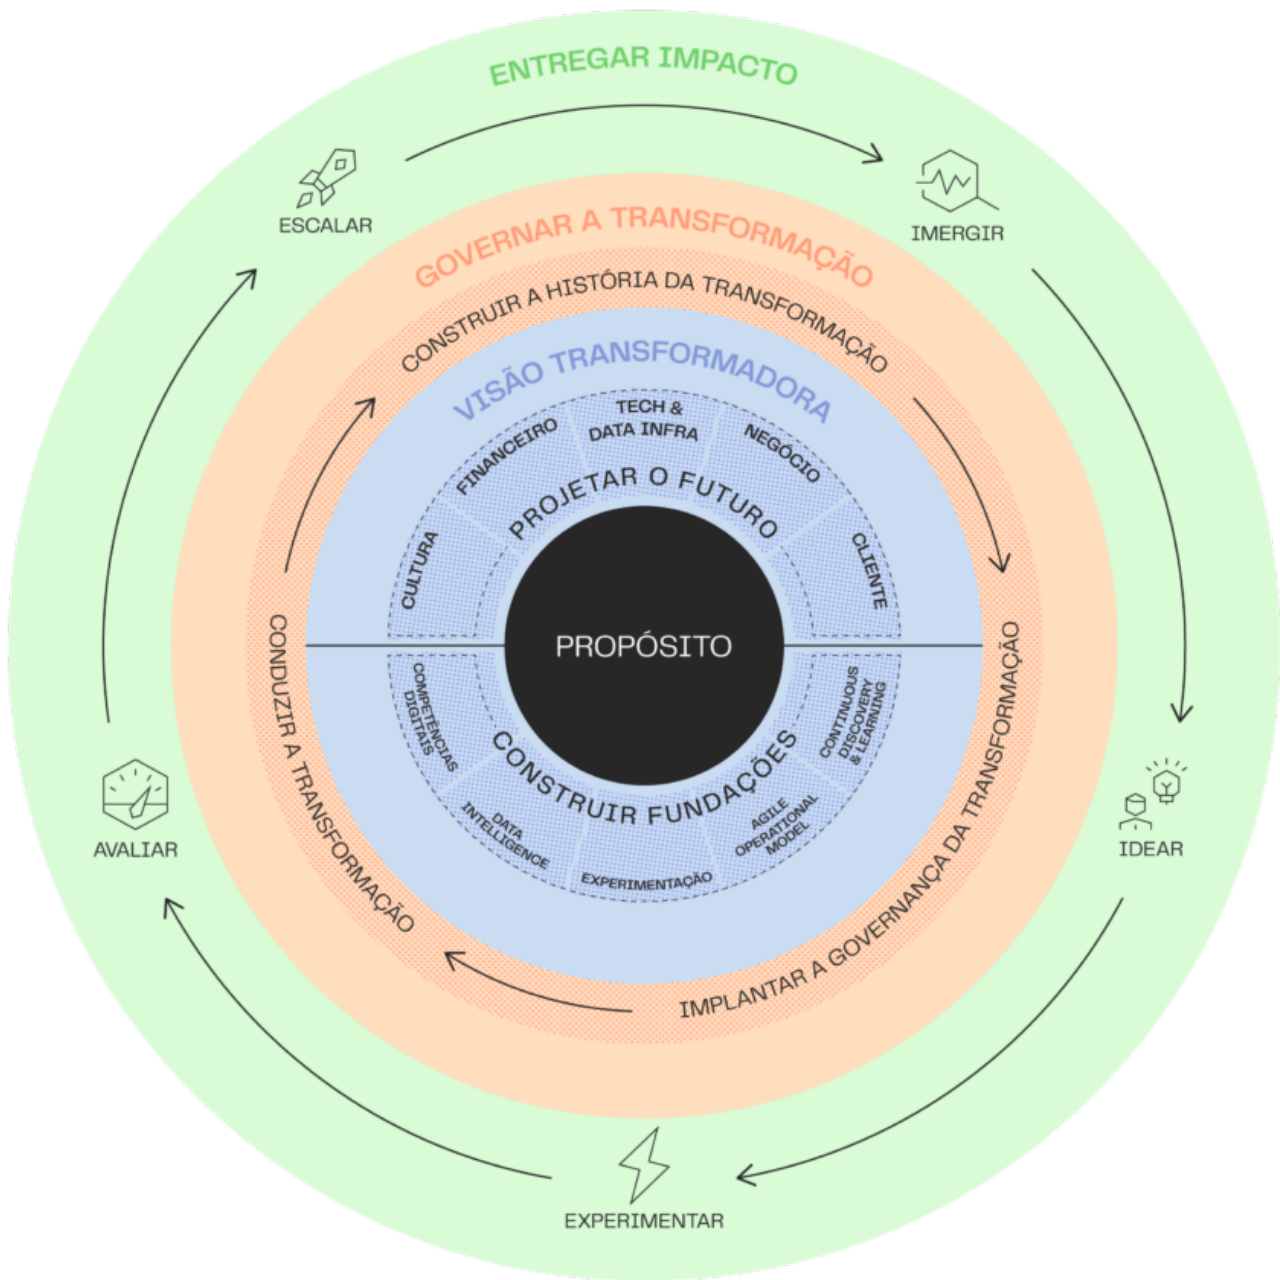 ENTREGAR IMPACTO
ESCALAR
IMERGIR
GOVERNAR A TRANSFORMAÇÃO
CONSTRUIR A HISTÓRIA DA TRANSFORMAÇÃO
VISÃO TRANSFORMADORA
CULTURA
FINANCEIRO
TECH &
DATA INFRA
NEGÓCIO
CLIENTE
PROJETAR O FUTURO
PROPÓSITO
CONSTRUIR FUNDAÇÕES
COMPETÊNCIAS
DIGITAIS
DATA
INTELLIGENCE
EXPERIMENTAÇÃO
AGILE
OPERATIONAL
MODEL
CONTINUOUS
DISCOVERY
& LEARNING
CONDUZIR A TRANSFORMAÇÃO
IMPLANTAR A GOVERNANÇA DA TRANSFORMAÇÃO
AVALIAR
IDEAR
EXPERIMENTAR